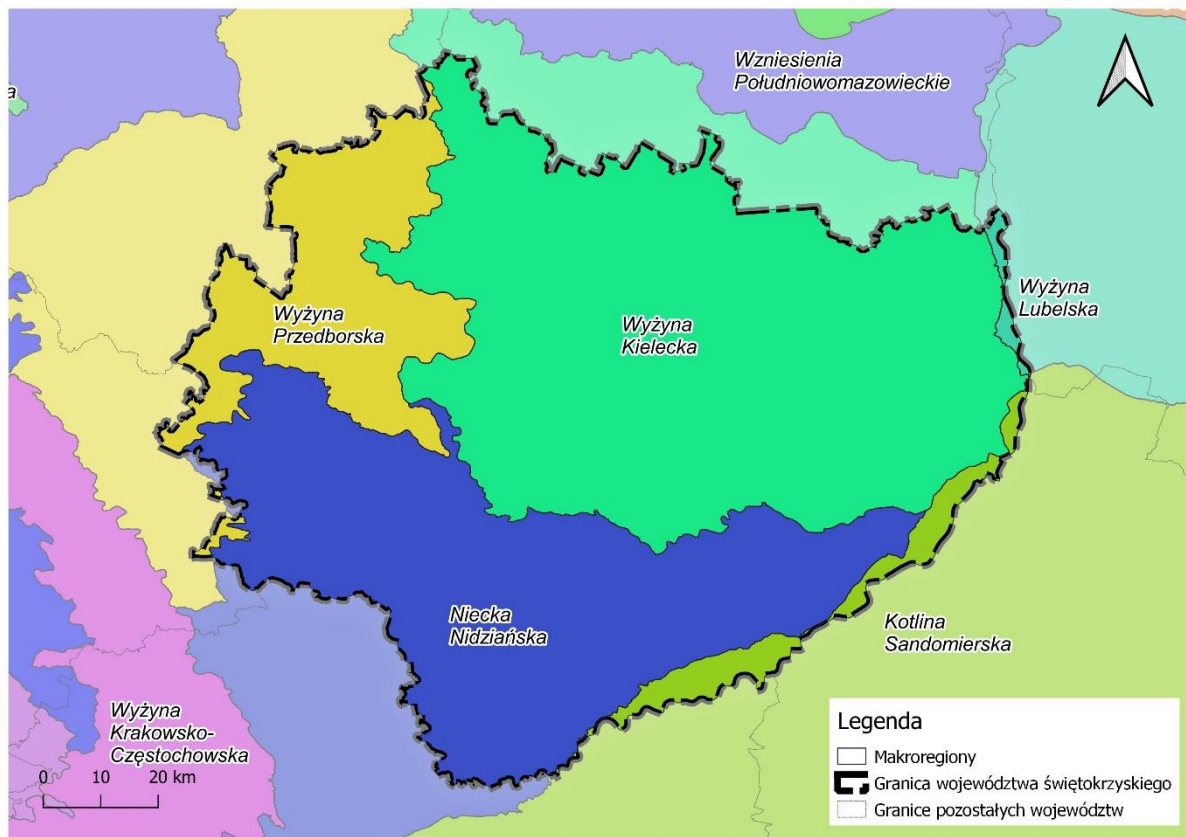 Wzniesienia
Południowomazowieckie
a
Wyżyna
Lubelska
Wyżyna
Przedborska
Wyżyna
Kielecka
Niecka
Nidziańska
Kotlina
Sandomierska
Wyżyna
Krakowsko-
Częstochowska
0 10 20 km
Legenda
Makroregiony
Granica województwa świętokrzyskiego
Granice pozostałych województw